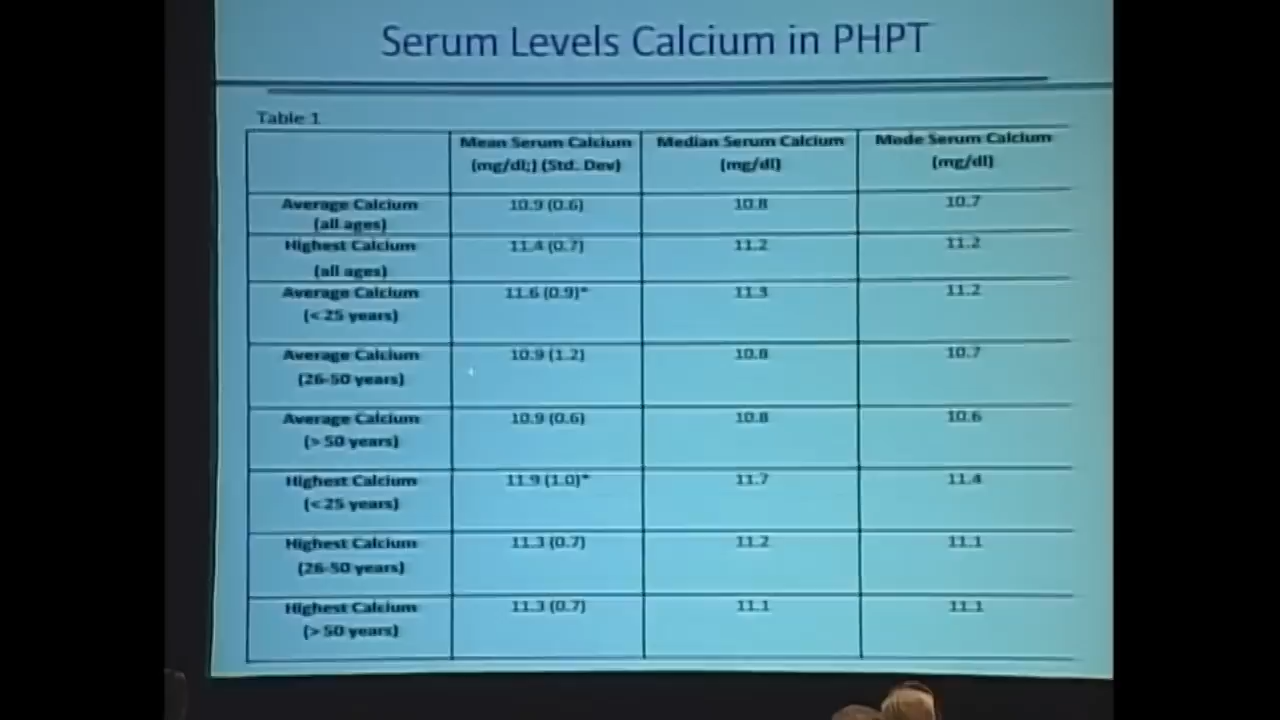 Serum Levels Calcium in PHPT
Table 1
Mean Serum Calcium Median Serum Calcium Mode Serum Calcium
(mg/dl;) (Std. Dev) (mg/dl) (mg/dl)
Average Calcium 10.9 (0.6) 10.8 10.7
(all ages)
Highest Calcium 11.4 (0.7) 11.2 11.2
(all ages)
Average Calcium 11.6 (0.9)* 11.3 11.2
(<25 years)
Average Calcium 10.9 (1.2) 10.8 10.7
(26-50 years)
Average Calcium 10.9 (0.6) 10.8 10.6
(> 50 years)
Highest Calcium 11.9 (1.0)* 11.7 11.4
(<25 years)
Highest Calcium 11.3 (0.7) 11.2 11.1
(26-50 years)
Highest Calcium 11.3 (0.7) 11.1 11.1
(> 50 years)